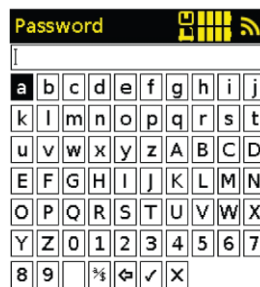 Password
a b c d e f g h i j
k l m n o p q r s t
u v w x y z A B C D
E F G H I J K L M N
O P Q R S T U V W X
Y Z 0 1 2 3 4 5 6 7
8 9 ⇦ ✓ X